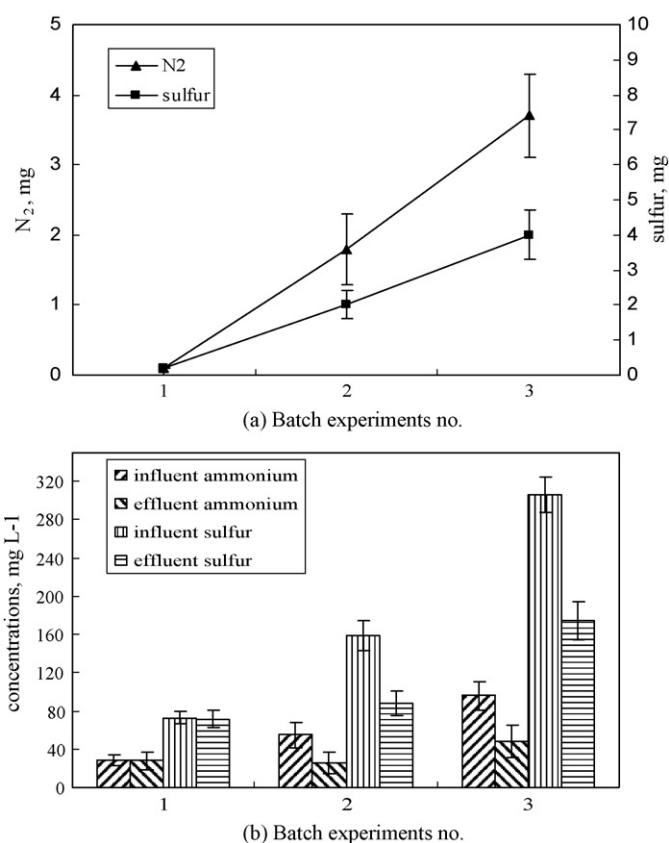 5
4
3
2
1
0
N2, mg
N2
sulfur
10
9
8
7
6
5
4
3
2
1
0
sulfur, mg
1 2 3
(a) Batch experiments no.
320
280
240
200
160
120
80
40
0
concentrations, mg L-1
influent ammonium
effluent ammonium
influent sulfur
effluent sulfur
1 2 3
(b) Batch experiments no.